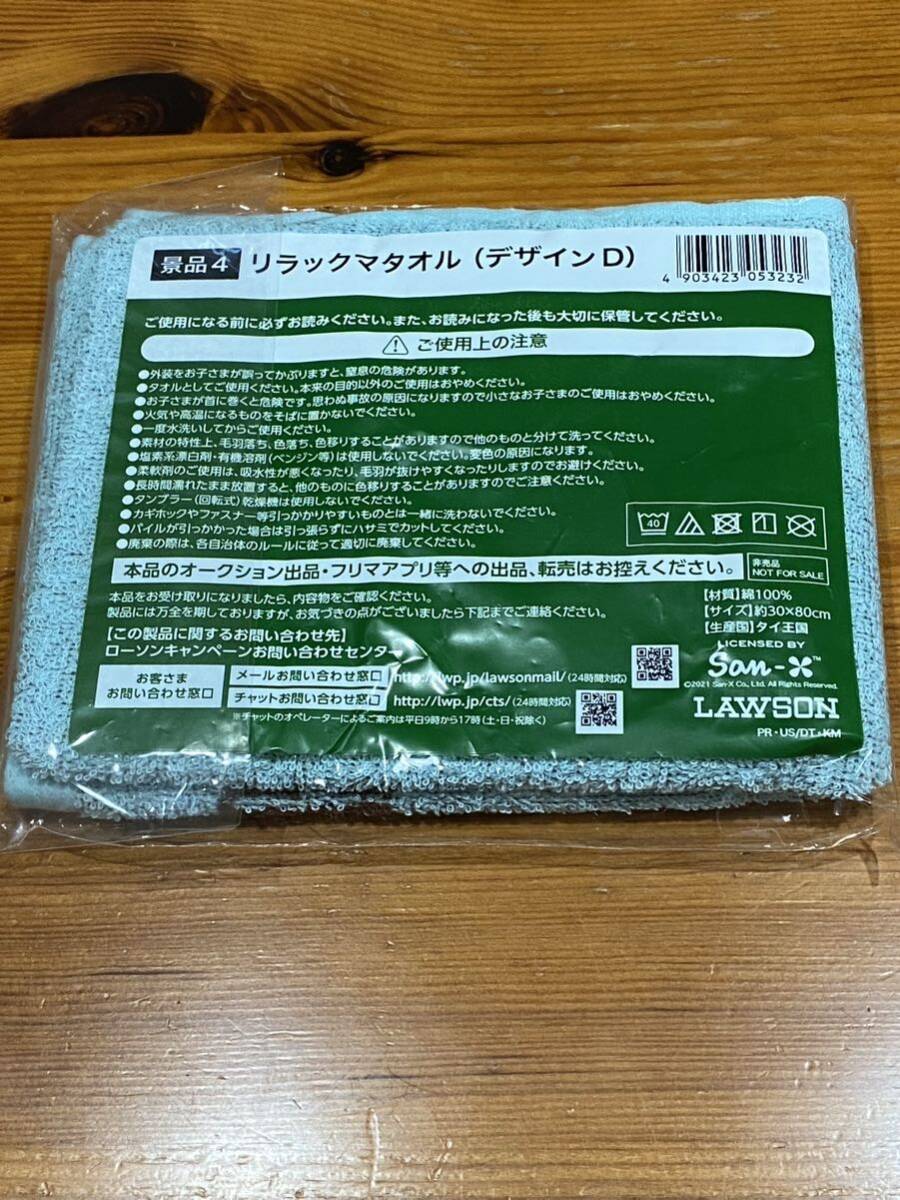 景品4 リラックマタオル（デザインD）
4 903423 053232
ご使用になる前に必ずお読みください。また、お読みになった後も大切に保管してください。
ご使用上の注意
●外装をお子さまが誤ってかぶりますと、窒息の危険があります。
●タオルとしてご使用ください。本来の目的以外のご使用はおやめください。
●お子さまが首に巻くと危険です。思わぬ事故の原因になりますので小さなお子さまのご使用はおやめください。
●火気や高温になるものをそばに置かないでください。
●一度水洗いしてからご使用ください。
●素材の特性上、毛羽落ち、色落ち、色移りすることがありますので他のものと分けて洗ってください。
●塩素系漂白剤・有機溶剤（ベンジン等）は使用しないでください。変色の原因になります。
●柔軟剤のご使用は、吸水性が悪くなったり、毛羽が抜けやすくなったりしますのでお避けください。
●長時間濡れたまま放置すると、他のものに色移りすることがありますのでご注意ください。
●タンブラー（回転式）乾燥機は使用しないでください。
●カギホックやファスナー等引っかかりやすいものとは一緒に洗わないでください。
●パイルが引っかかった場合は引っ張らずにハサミでカットしてください。
●廃棄の際は、各自治体のルールに従って適切に廃棄してください。
40
本品のオークション出品・フリマアプリ等への出品、転売はお控えください。
非売品
NOT FOR SALE
本品をお受け取りになりましたら、内容物をご確認ください。
製品には万全を期しておりますが、お気づきの点がございましたら下記までご連絡ください。
【この製品に関するお問い合わせ先】
ローソンキャンペーンお問い合わせセンター
お客さま
お問い合わせ窓口
メールお問い合わせ窓口 http://lwp.jp/lawsonmail/（24時間対応）
チャットお問い合わせ窓口 http://lwp.jp/cts/（24時間対応）
※チャットのオペレーターによるご案内は平日9時から17時（土・日・祝除く）
【材質】綿100%
【サイズ】約30×80cm
【生産国】タイ王国
LICENSED BY
San-X™
©2021 San-X Co., Ltd. All Rights Reserved.
LAWSON
PR・US/DT・KM